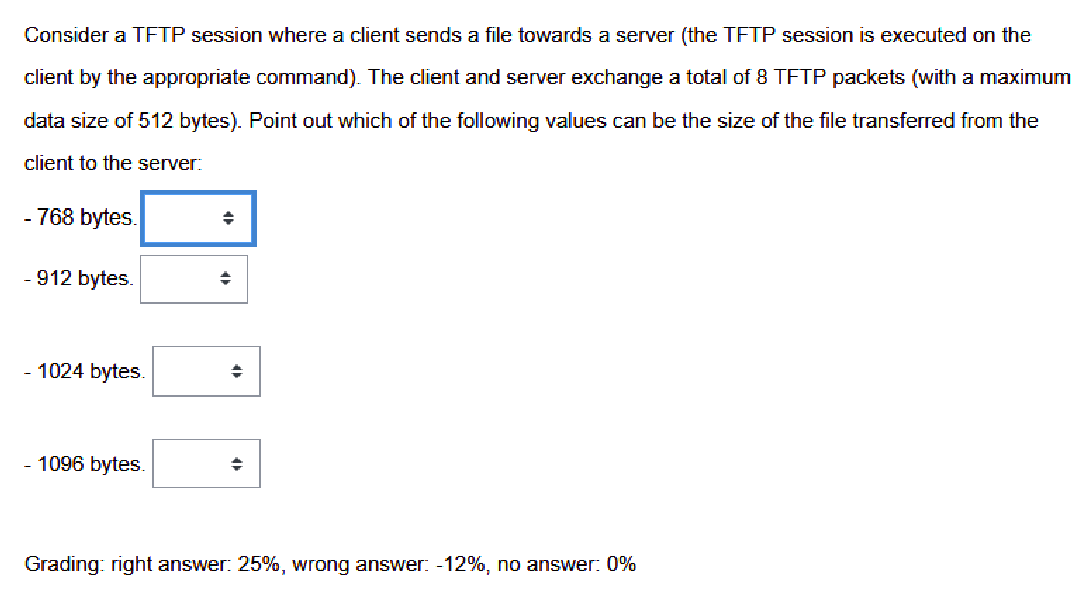 Consider a TFTP session where a client sends a file towards a server (the TFTP session is executed on the
client by the appropriate command). The client and server exchange a total of 8 TFTP packets (with a maximum
data size of 512 bytes). Point out which of the following values can be the size of the file transferred from the
client to the server:
- 768 bytes.
- 912 bytes.
- 1024 bytes.
- 1096 bytes.
Grading: right answer: 25%, wrong answer: -12%, no answer: 0%